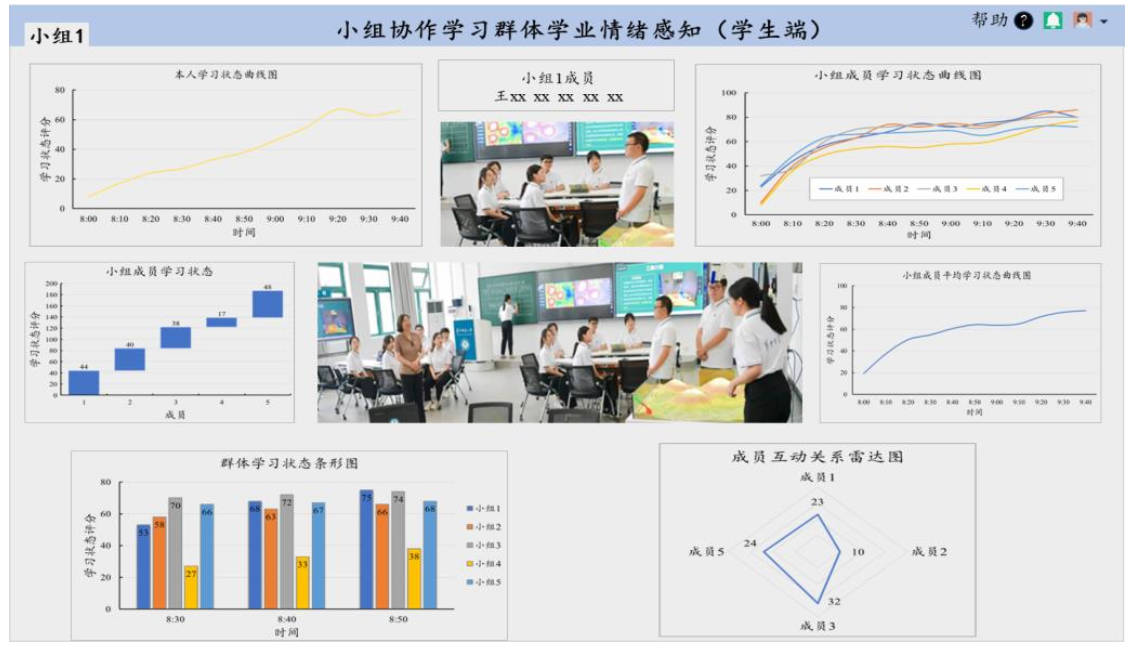 小组1
小组协作学习群体学业情绪感知（学生端）
帮助 ?
本人学习状态曲线图
学习状态评分
80
60
40
20
0
8:00 8:10 8:20 8:30 8:40 8:50 9:00 9:10 9:20 9:30 9:40
时间
小组1成员
王xx xx xx xx xx
小组成员学习状态曲线图
学习状态评分
100
80
60
40
20
0
成员1 成员2 成员3 成员4 成员5
8:00 8:10 8:20 8:30 8:40 8:50 9:00 9:10 9:20 9:30 9:40
时间
小组成员学习状态
学习状态评分
200
180
160
140
120
100
80
60
40
20
0
44
40
38
17
48
1 2 3 4 5
成员
小组成员平均学习状态曲线图
学习状态评分
100
80
60
40
20
0
8:00 8:10 8:20 8:30 8:40 8:50 9:00 9:10 9:20 9:30 9:40
时间
群体学习状态条形图
学习状态评分
80
60
40
20
0
53 58 70 27 66
68 63 72 33 67
75 66 74 38 68
8:30 8:40 8:50
时间
小组1
小组2
小组3
小组4
小组5
成员互动关系雷达图
成员1
23
成员5
24
10
成员2
32
成员3